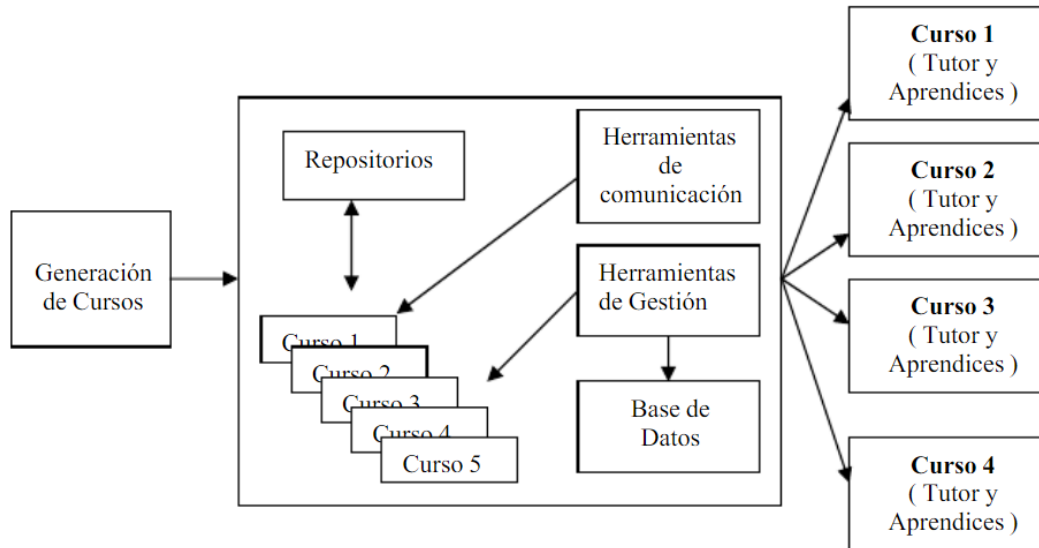 Generación
de Cursos
Repositorios
Curso 1
Curso 2
Curso 3
Curso 4
Curso 5
Herramientas
de
comunicación
Herramientas
de Gestión
Base de
Datos
Curso 1
( Tutor y
Aprendices )
Curso 2
( Tutor y
Aprendices )
Curso 3
( Tutor y
Aprendices )
Curso 4
( Tutor y
Aprendices )